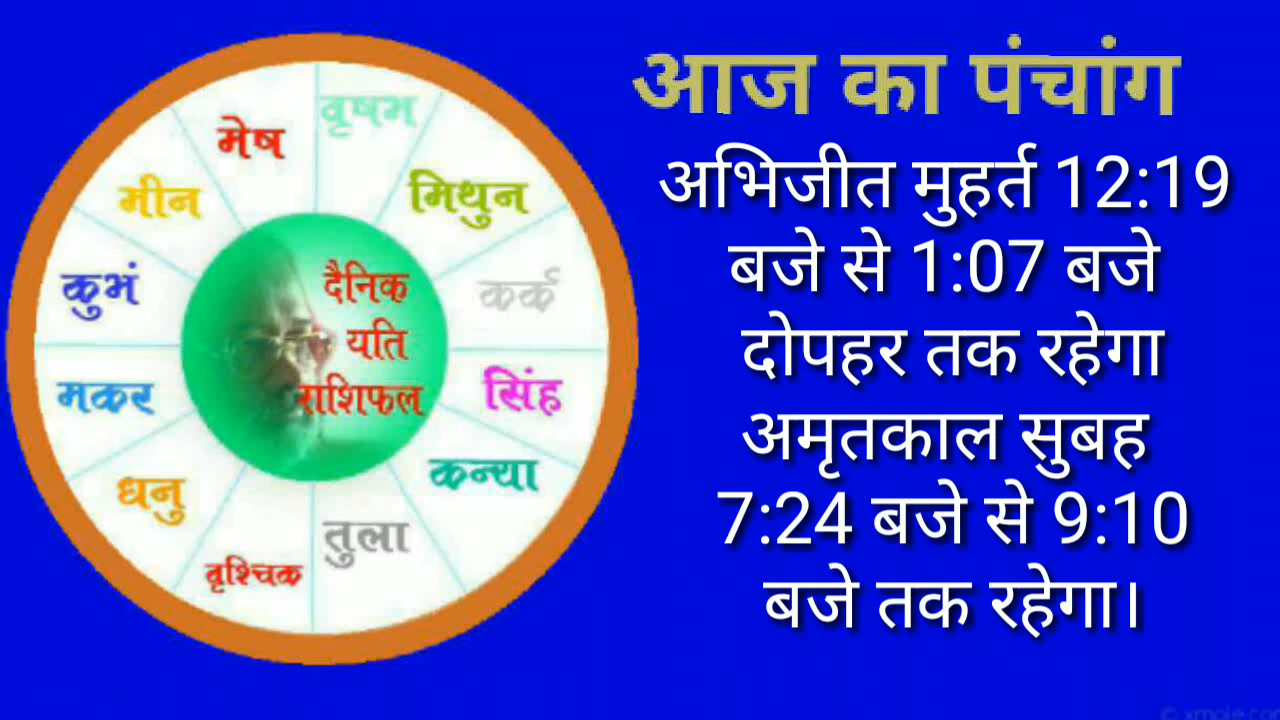 आज का पंचांग
अभिजीत मुहर्त 12:19
बजे से 1:07 बजे
दोपहर तक रहेगा
अमृतकाल सुबह
7:24 बजे से 9:10
बजे तक रहेगा।
वृषभ
मेष
मिथुन
मीन
कुभं
कर्क
दैनिक
यति
राशिफल
मकर
सिंह
कन्या
धनु
तुला
वृश्चिक